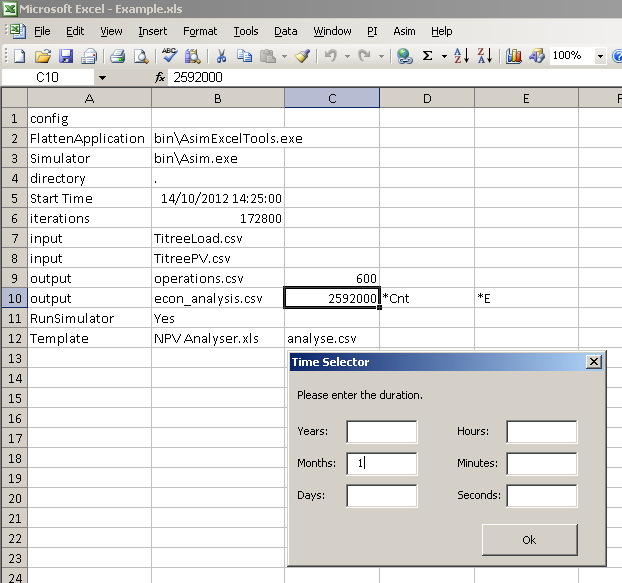 Microsoft Excel - Example.xls
File Edit View Insert Format Tools Data Window PI Asim Help
100%
C10 fx 2592000
A B C D E F
1 config
2 FlattenApplication bin\AsimExcelTools.exe
3 Simulator bin\Asim.exe
4 directory .
5 Start Time 14/10/2012 14:25:00
6 iterations 172800
7 input TitreeLoad.csv
8 input TitreePV.csv
9 output operations.csv 600
10 output econ_analysis.csv 2592000 *Cnt *E
11 RunSimulator Yes
12 Template NPV Analyser.xls analyse.csv
13
14
15
16
17
18
19
20
21
22
23
24
Time Selector
Please enter the duration.
Years: Hours:
Months: 1 Minutes:
Days: Seconds:
Ok